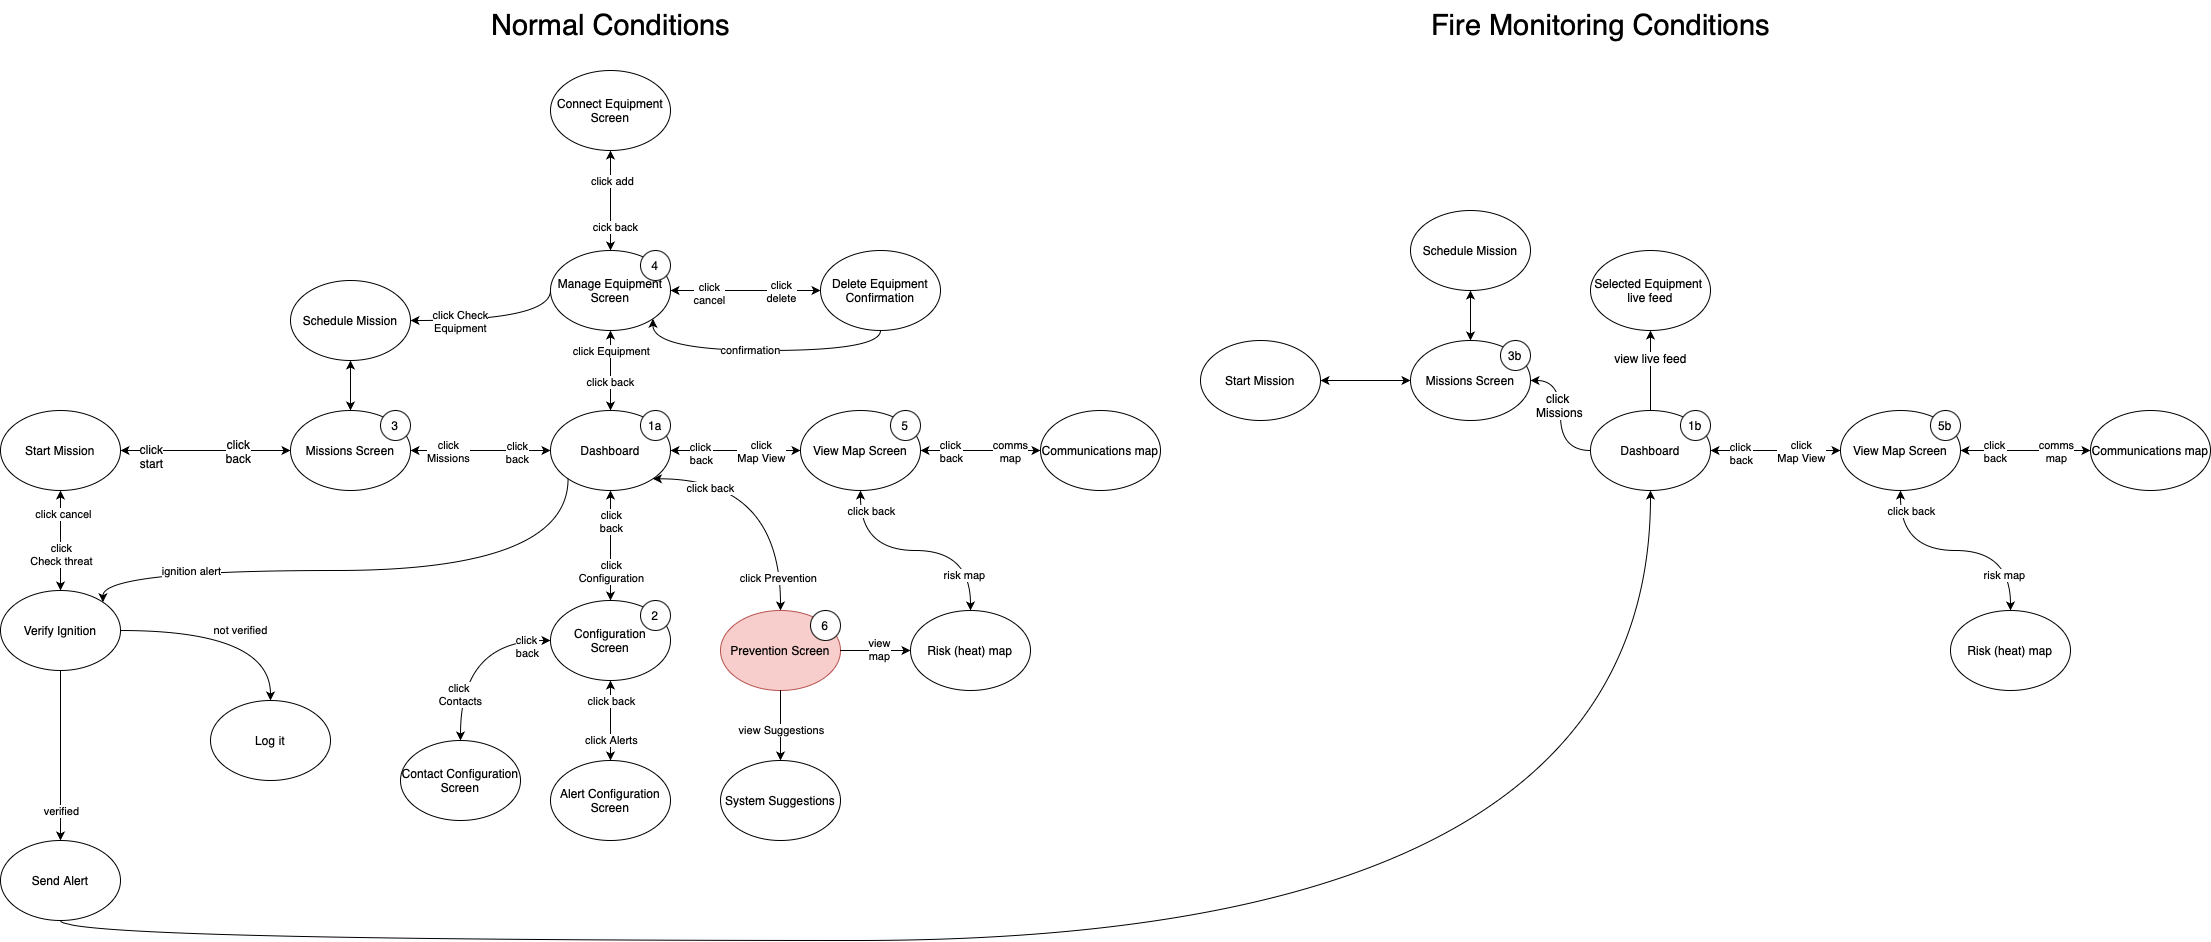 Normal Conditions
Connect Equipment
Screen
click add
cick back
4
Manage Equipment
Screen
click
cancel
click
delete
Delete Equipment
Confirmation
confirmation
click Check
Equipment
Schedule Mission
click Equipment
click back
Start Mission
click
start
click
back
3
Missions Screen
click
Missions
click
back
1a
Dashboard
click
back
click
Map View
5
View Map Screen
click
back
comms
map
Communications map
click cancel
click
Check threat
ignition alert
Verify Ignition
not verified
Log it
verified
Send Alert
click
back
click
Configuration
2
Configuration
Screen
click
back
click
Contacts
Contact Configuration
Screen
click back
click Alerts
Alert Configuration
Screen
click back
click Prevention
6
Prevention Screen
view
map
view Suggestions
System Suggestions
click back
risk map
Risk (heat) map
Fire Monitoring Conditions
Schedule Mission
Start Mission
3b
Missions Screen
click
Missions
Selected Equipment
live feed
view live feed
1b
Dashboard
click
back
click
Map View
5b
View Map Screen
click
back
comms
map
Communications map
click back
risk map
Risk (heat) map